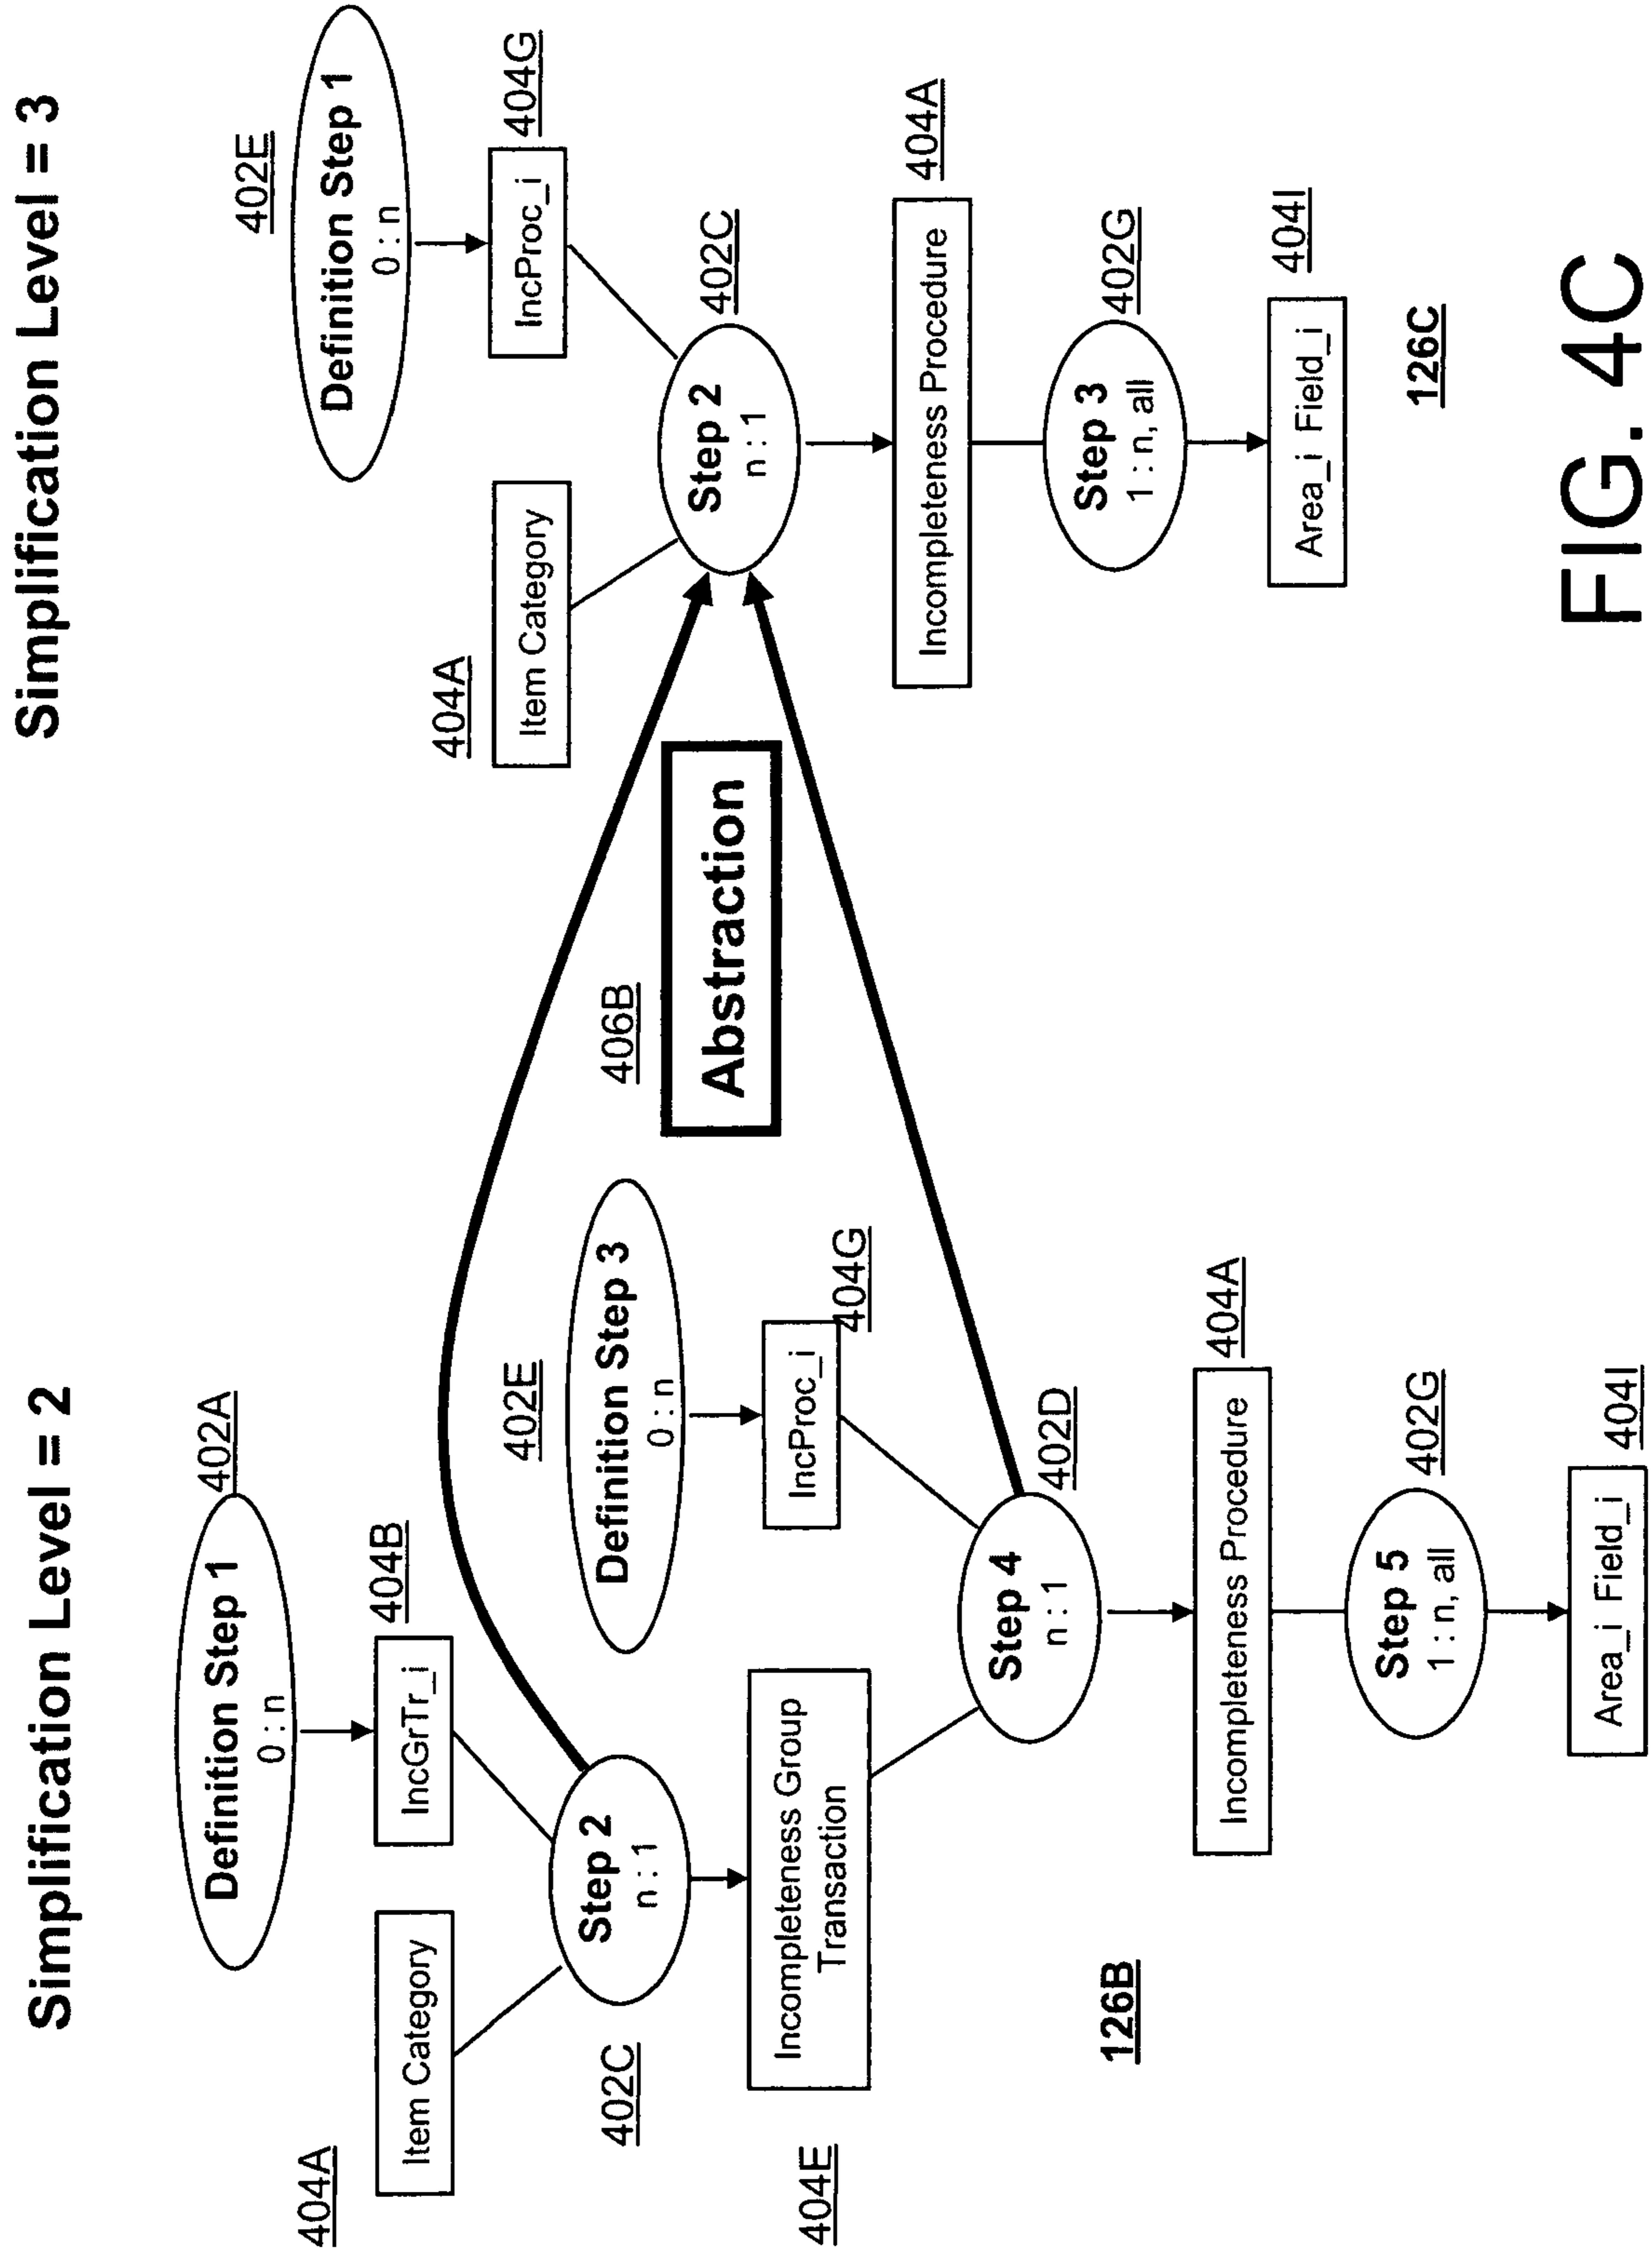 Simplification Level = 2
402A
Definition Step 1
0 : n
404B
IncGrTr_i
404A
Item Category
Step 2
n : 1
402C
402E
Definition Step 3
0 : n
404G
IncProc_i
404E
Incompleteness Group
Transaction
Step 4
n : 1
402D
404A
Incompleteness Procedure
Step 5
1 : n, all
402G
404I
Area_i Field_i
126B
406B
Abstraction
Simplification Level = 3
402E
Definition Step 1
0 : n
404G
IncProc_i
404A
Item Category
Step 2
n : 1
402C
404A
Incompleteness Procedure
Step 3
1 : n, all
402G
404I
Area_i Field_i
126C
FIG. 4C